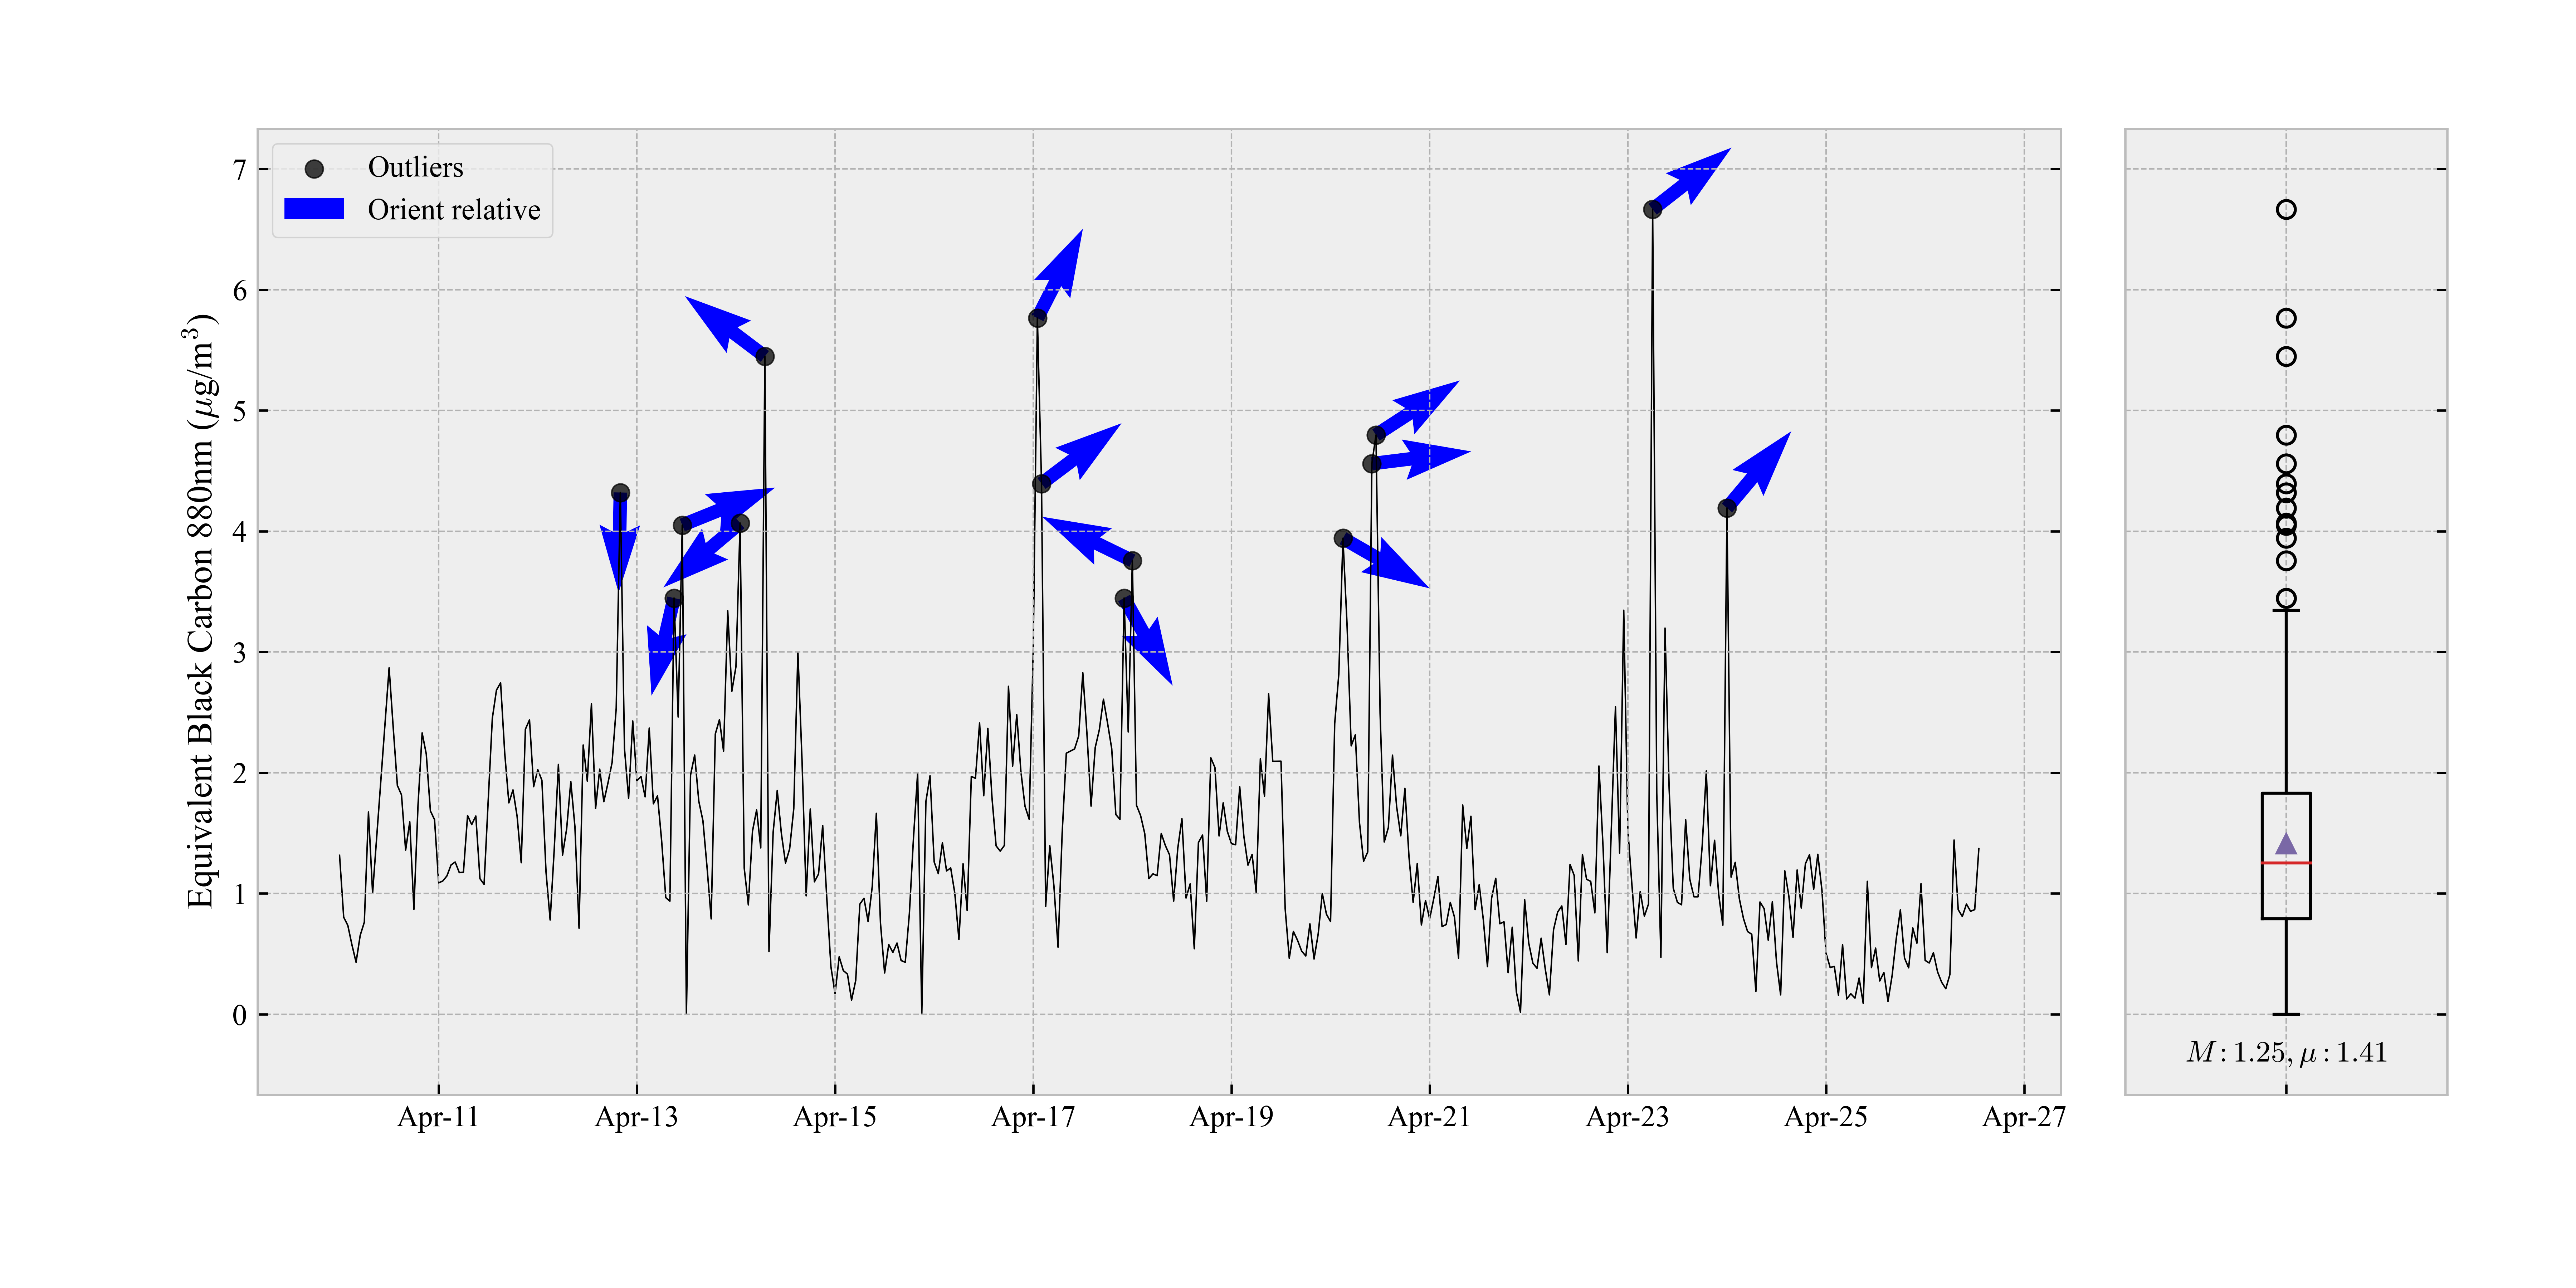 Outliers
Orient relative
Equivalent Black Carbon 880nm (μg/m³)
7
6
5
4
3
2
1
0
Apr-11 Apr-13 Apr-15 Apr-17 Apr-19 Apr-21 Apr-23 Apr-25 Apr-27
M : 1.25, μ : 1.41